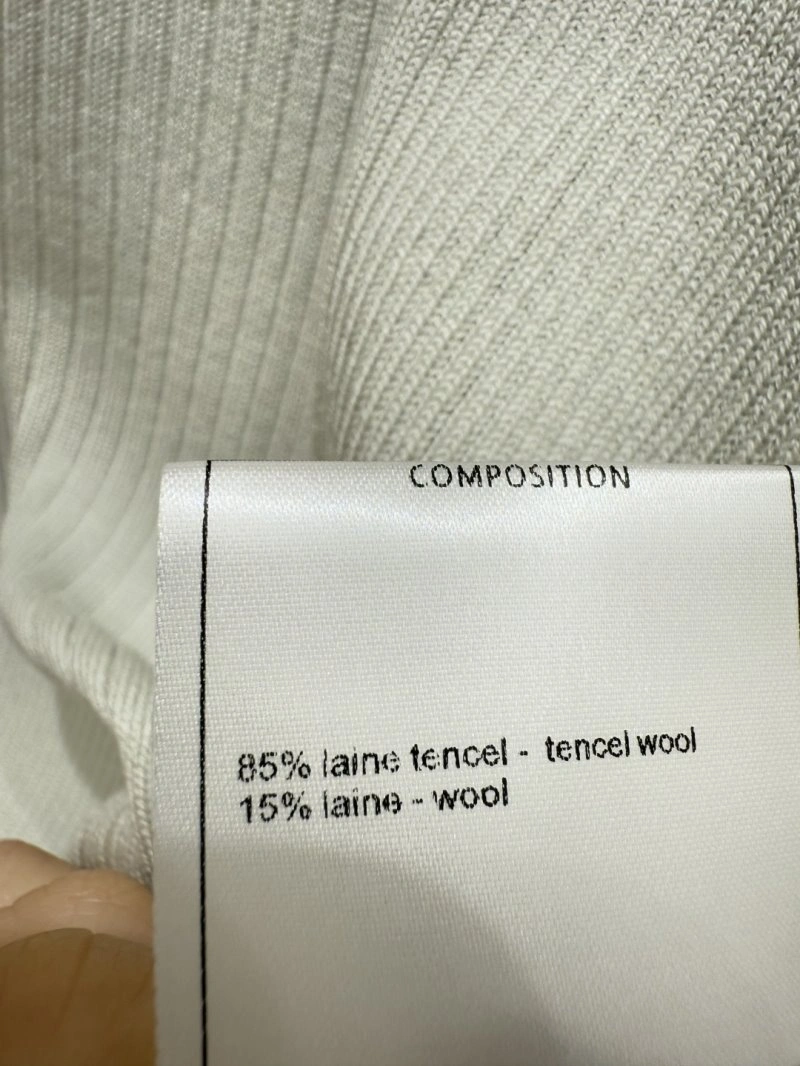 COMPOSITION
85% laine tencel - tencel wool
15% laine - wool